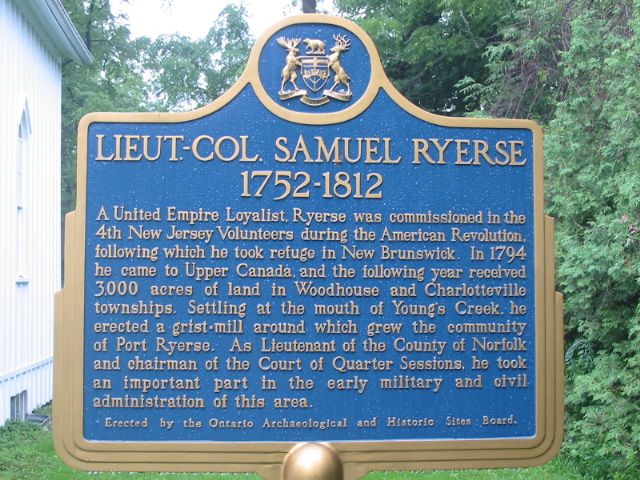 LIEUT.-COL. SAMUEL RYERSE
1752-1812
A United Empire Loyalist, Ryerse was commissioned in the
4th New Jersey Volunteers during the American Revolution,
following which he took refuge in New Brunswick. In 1794
he came to Upper Canada, and the following year received
3000 acres of land in Woodhouse and Charlotteville
townships. Settling at the mouth of Young's Creek, he
erected a grist-mill around which grew the community
of Port Ryerse. As Lieutenant of the County of Norfolk
and chairman of the Court of Quarter Sessions, he took
an important part in the early military and civil
administration of this area.
Erected by the Ontario Archaeological and Historic Sites Board.